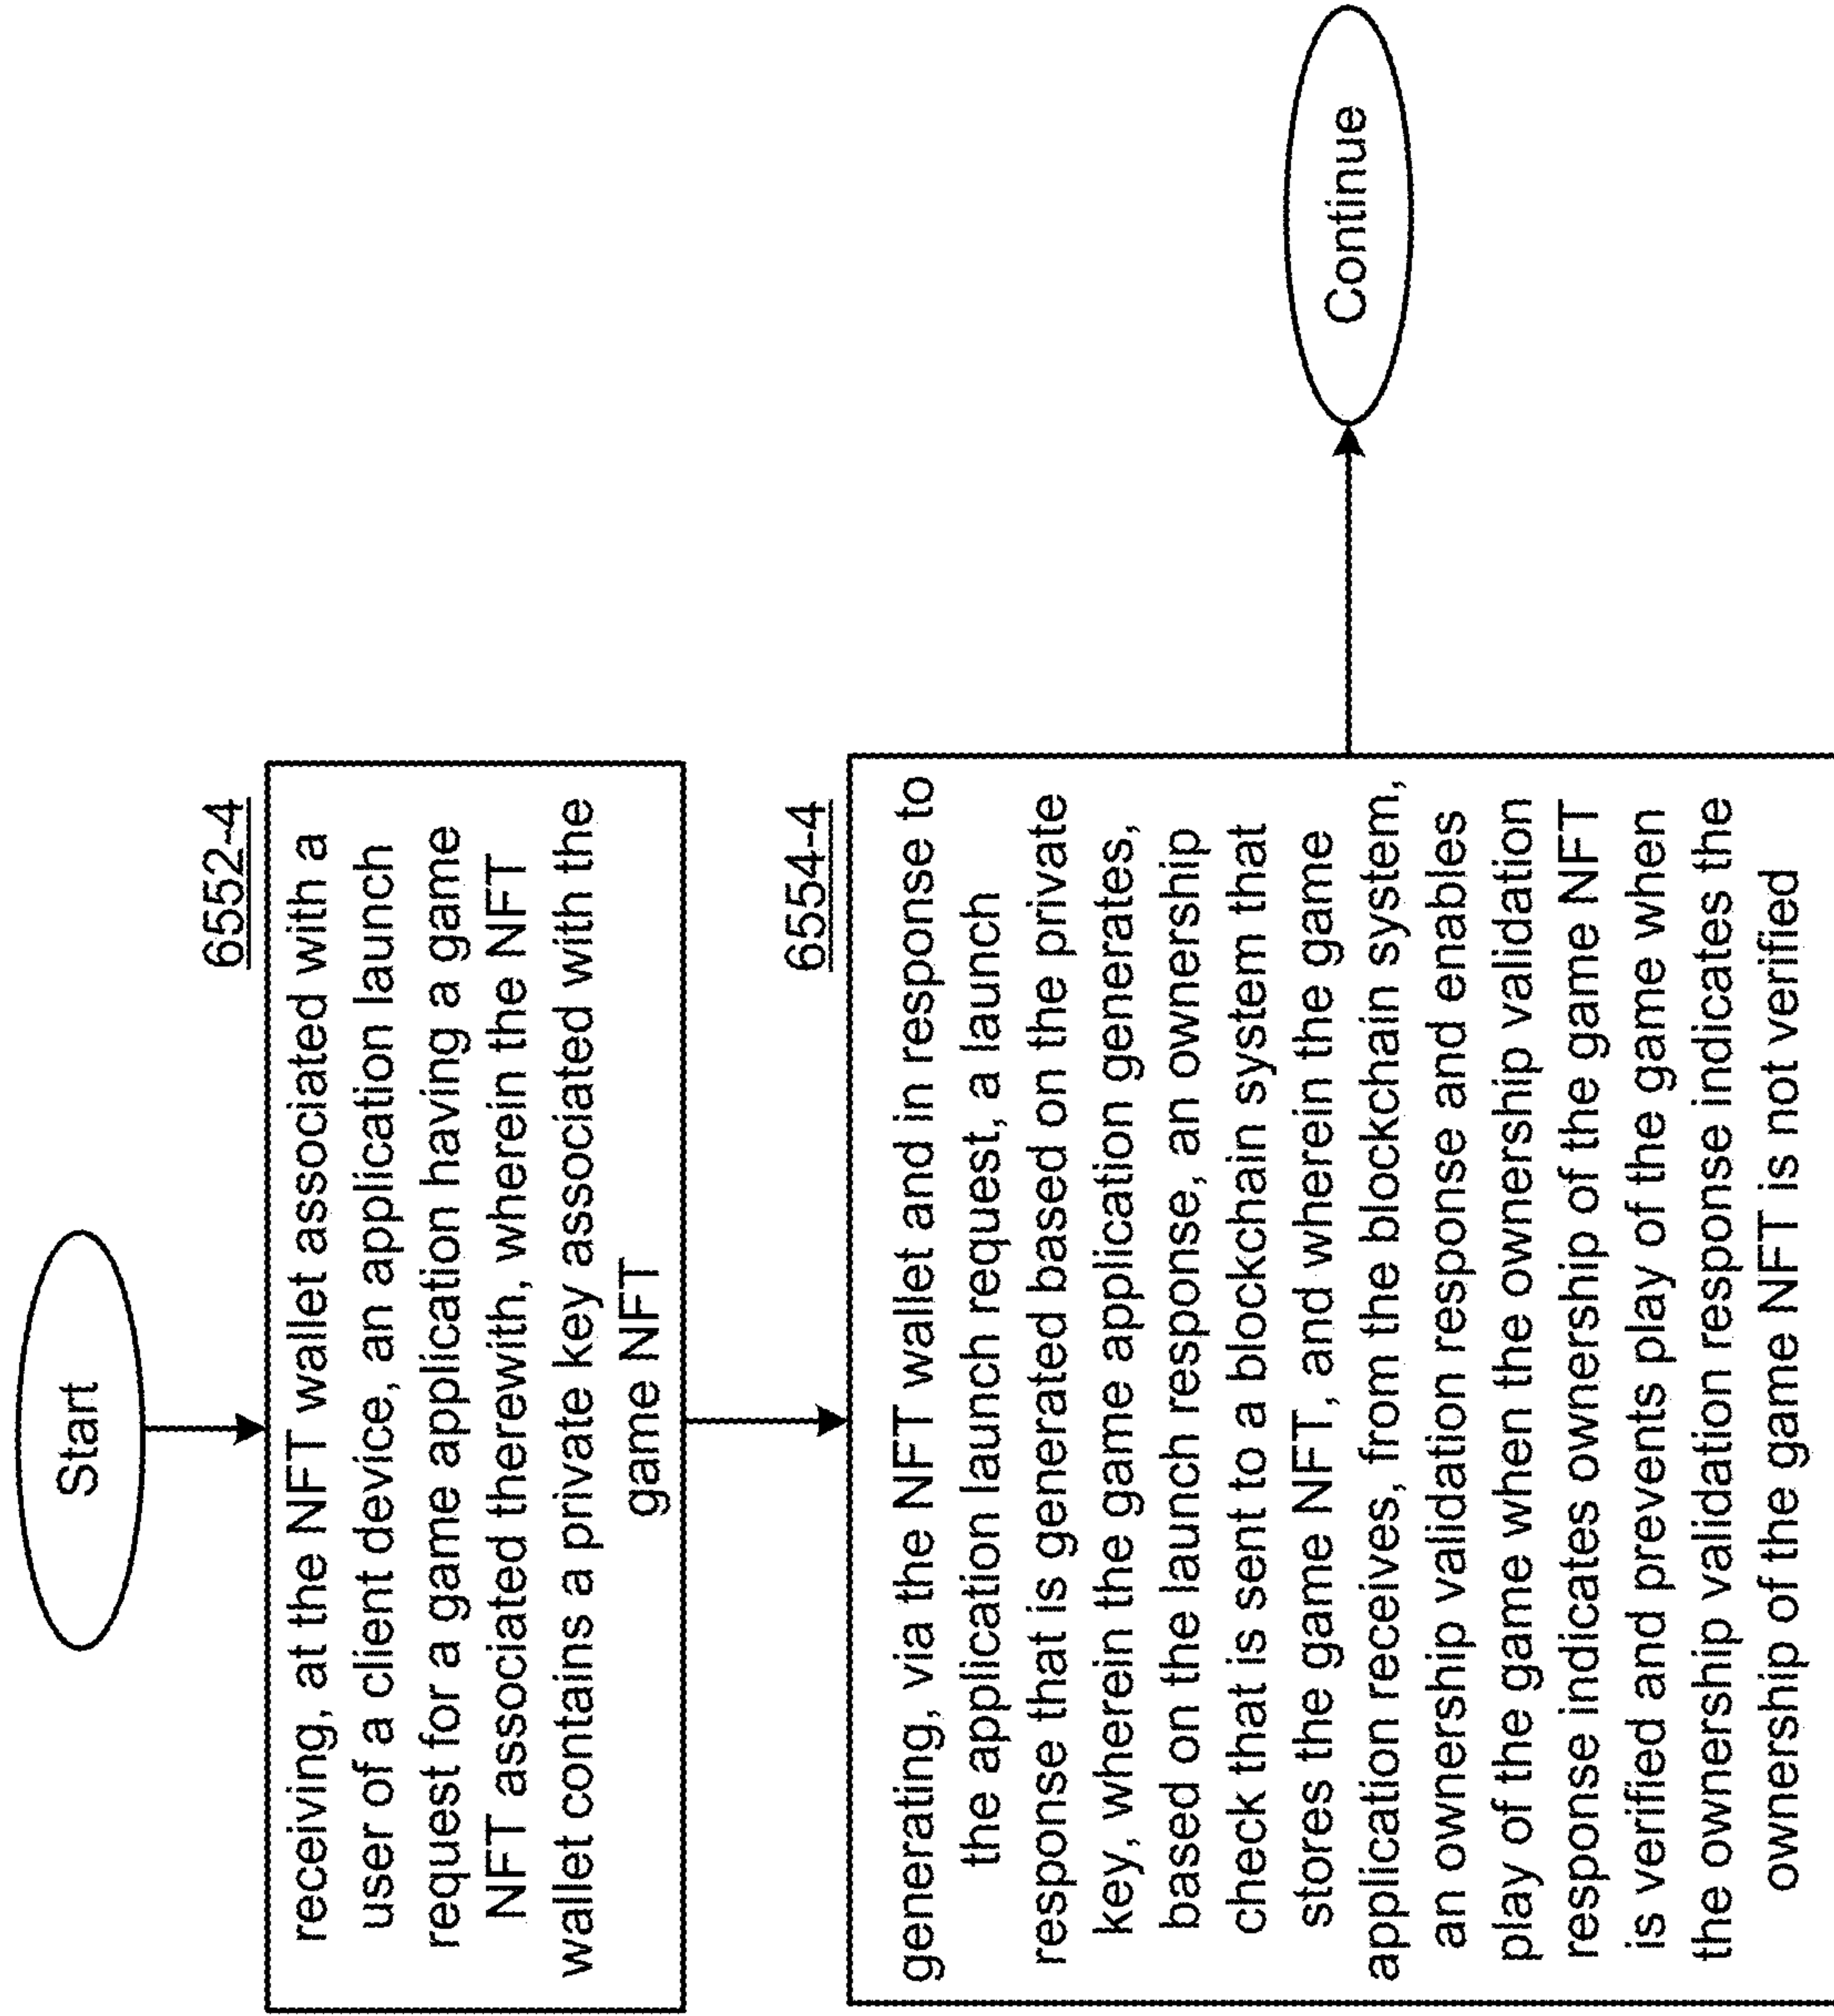 Start
6552-4
receiving, at the NFT wallet associated with a
user of a client device, an application launch
request for a game application having a game
NFT associated therewith, wherein the NFT
wallet contains a private key associated with the
game NFT
6554-4
generating, via the NFT wallet and in response to
the application launch request, a launch
response that is generated based on the private
key, wherein the game application generates,
based on the launch response, an ownership
check that is sent to a blockchain system that
stores the game NFT, and wherein the game
application receives, from the blockchain system,
an ownership validation response and enables
play of the game when the ownership validation
response indicates ownership of the game NFT
is verified and prevents play of the game when
the ownership validation response indicates the
ownership of the game NFT is not verified
Continue